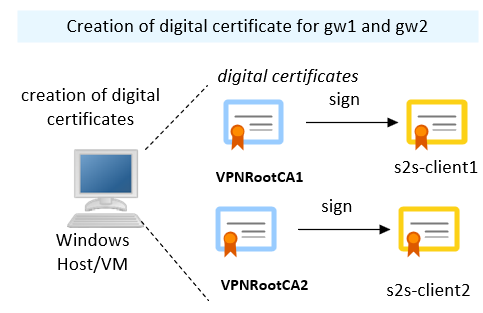 Creation of digital certificate for gw1 and gw2
digital certificates
creation of digital
certificates
sign
VPNRootCA1
s2s-client1
sign
Windows
Host/VM
VPNRootCA2
s2s-client2